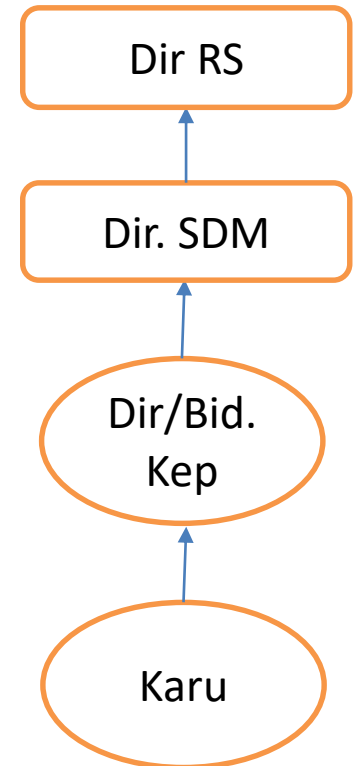 Dir RS
Dir. SDM
Dir/Bid.
Kep
Karu